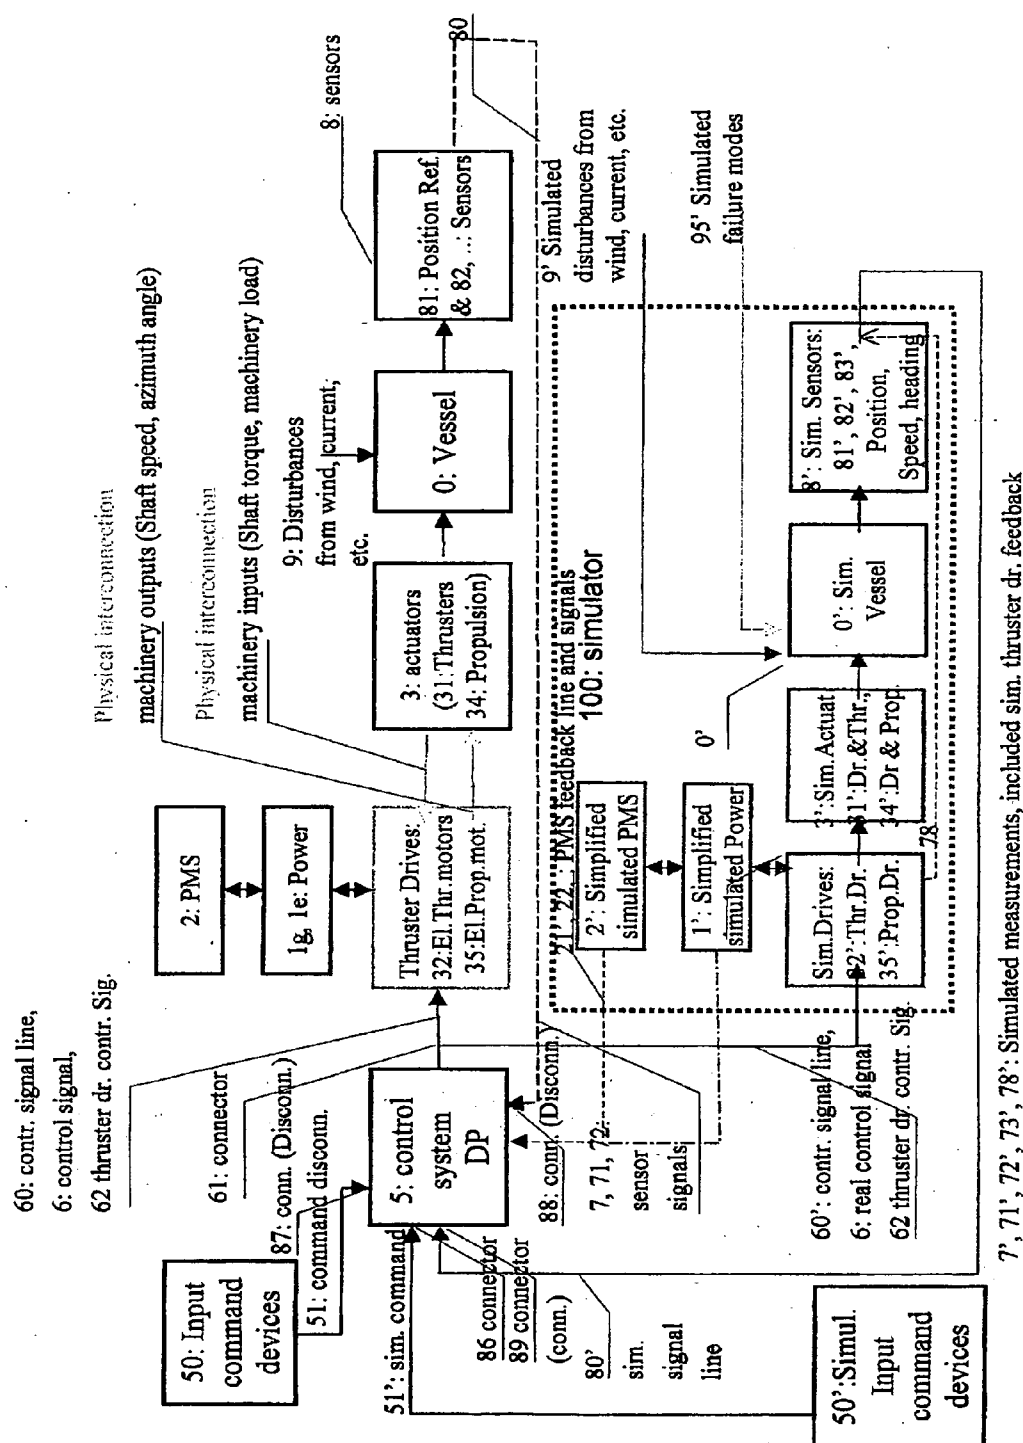 60: contr. signal line,
6: control signal,
62 thruster dr. contr. Sig.
61: connector
87: conn. (Disconn.)
51: command disconn.
50: Input
command
devices
5: control
system
DP
2: PMS
1g, 1e: Power
Thruster Drives:
32:El.Thr.motors
35:El.Prop.mot.
Physical interconnection
machinery outputs (Shaft speed, azimuth angle)
Physical interconnection
machinery inputs (Shaft torque, machinery load)
3: actuators
(31:Thrusters
34: Propulsion)
9: Disturbances
from wind, current,
etc.
0: Vessel
81: Position Ref.
& 82, ..: Sensors
8: sensors
80
51': sim. command
86 connector
89 connector
(conn.)
80'
sim.
signal
line
88: conn. (Disconn.)
7, 71, 72:
sensor
signals
21', 22',: PMS feedback line and signals
100: simulator
2': Simplified
simulated PMS
1': Simplified
simulated Power
0'
9' Simulated
disturbances from
wind, current, etc.
95' Simulated
failure modes
50':Simul.
Input
command
devices
60': contr. signal line,
6: real control signal
62 thruster dr. contr. Sig.
Sim.Drives:
32':Thr.Dr.
35':Prop.Dr.
78
3':Sim.Actuat
31':Dr.&Thr,
34':Dr & Prop.
0': Sim.
Vessel
8': Sim. Sensors:
81', 82', 83',
Position,
Speed, heading
7', 71', 72', 73', 78': Simulated measurements, included sim. thruster dr. feedback